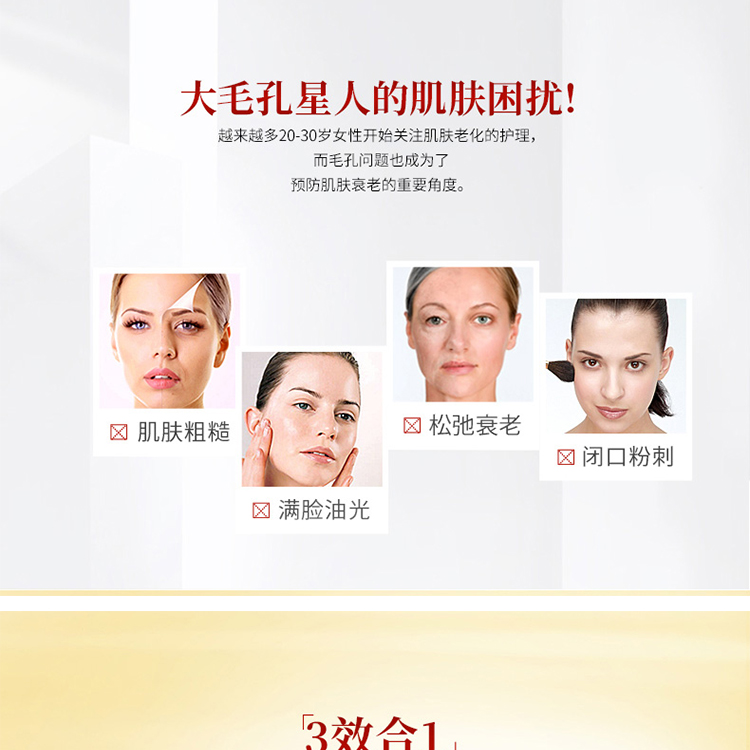 大毛孔星人的肌肤困扰!
越来越多20-30岁女性开始关注肌肤老化的护理，
而毛孔问题也成为了
预防肌肤衰老的重要角度。
肌肤粗糙
满脸油光
松弛衰老
闭口粉刺
「3效合1」